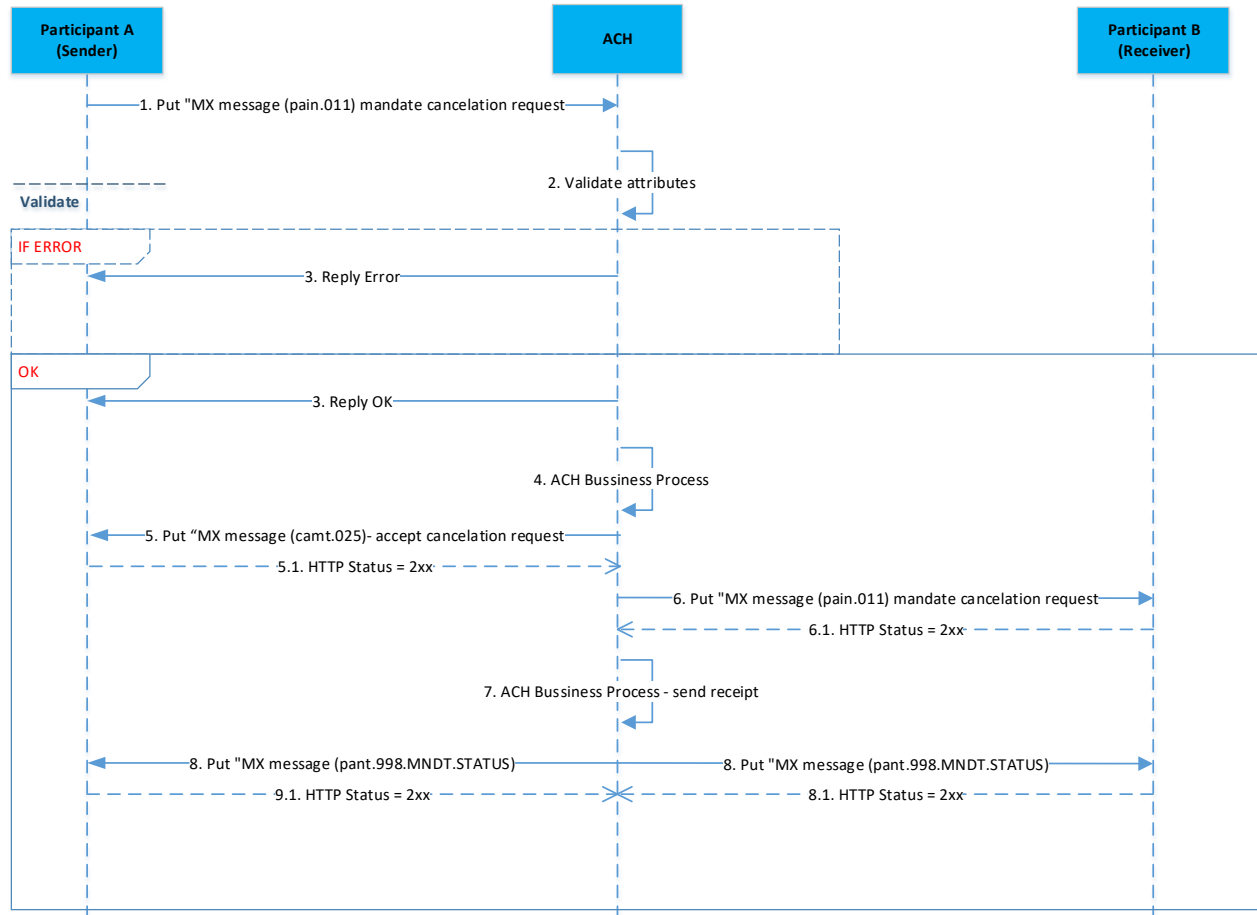 Participant A
(Sender)
ACH
Participant B
(Receiver)
1. Put "MX message (pain.011) mandate cancelation request
2. Validate attributes
Validate
IF ERROR
3. Reply Error
OK
3. Reply OK
4. ACH Bussiness Process
5. Put “MX message (camt.025)- accept cancelation request
5.1. HTTP Status = 2xx
6. Put "MX message (pain.011) mandate cancelation request
6.1. HTTP Status = 2xx
7. ACH Bussiness Process - send receipt
8. Put "MX message (pant.998.MNDT.STATUS)
8. Put "MX message (pant.998.MNDT.STATUS)
9.1. HTTP Status = 2xx
8.1. HTTP Status = 2xx